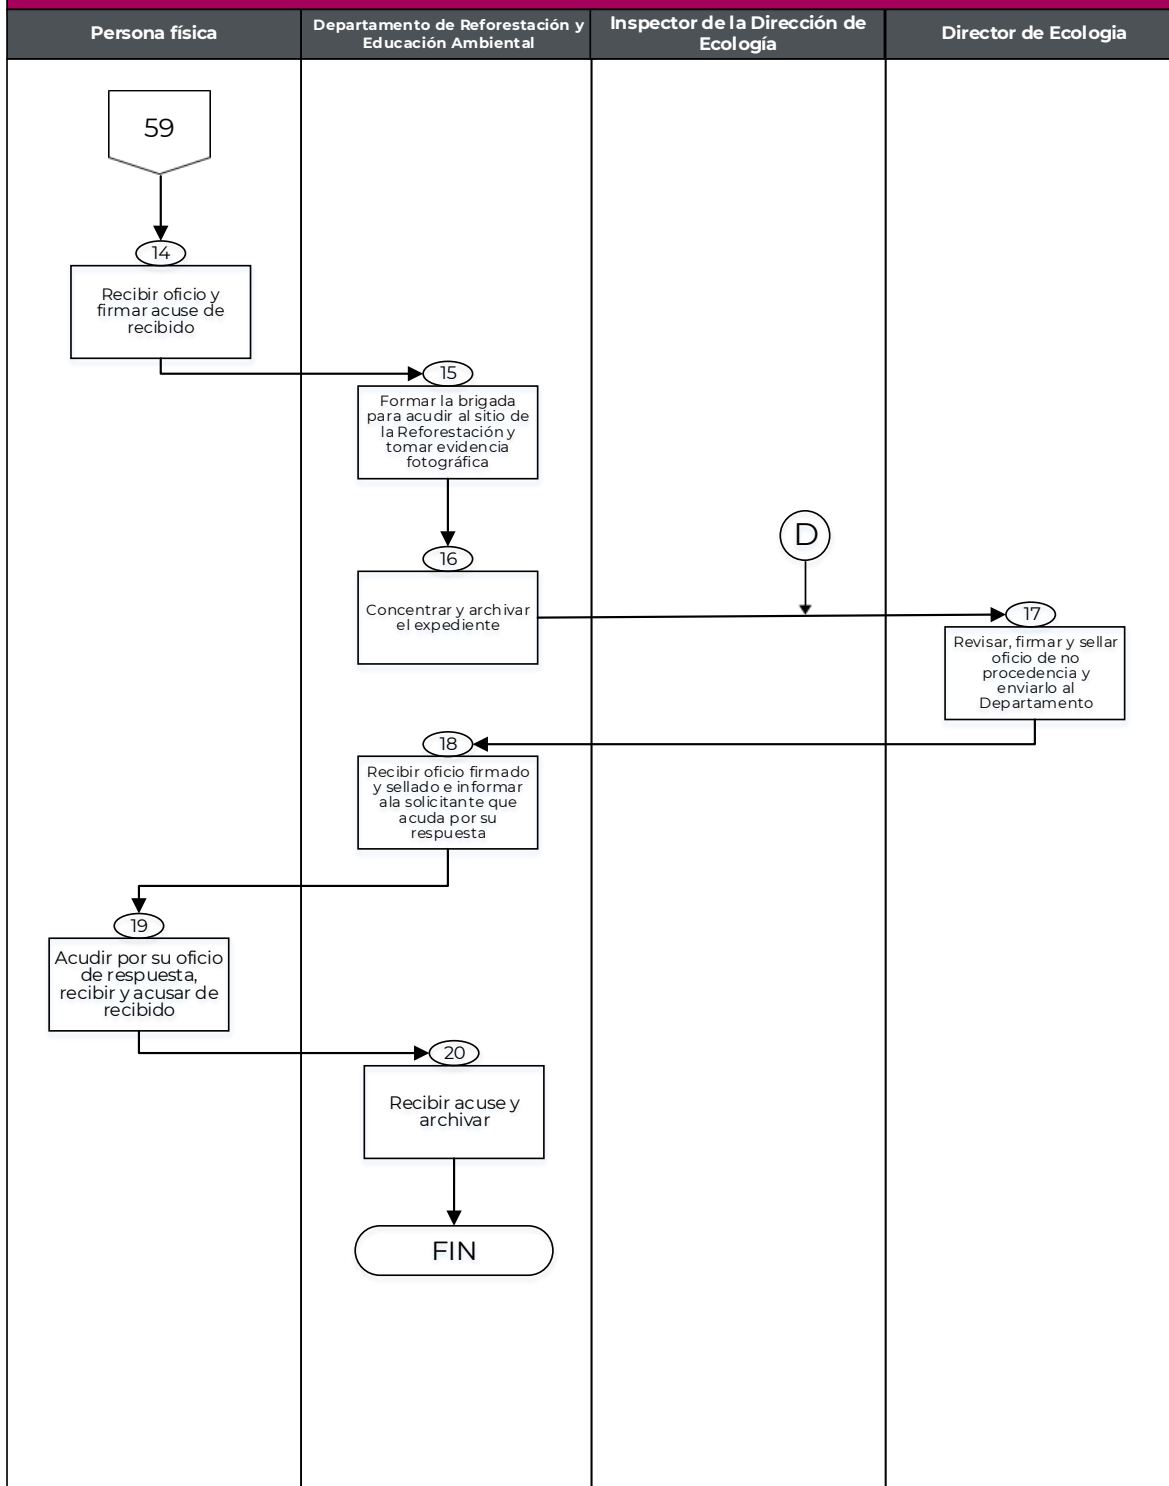 Persona física
Departamento de Reforestación y
Educación Ambiental
Inspector de la Dirección de
Ecología
Director de Ecologia
59
14
Recibir oficio y
firmar acuse de
recibido
15
Formar la brigada
para acudir al sitio de
la Reforestación y
tomar evidencia
fotográfica
D
16
Concentrar y archivar
el expediente
17
Revisar, firmar y sellar
oficio de no
procedencia y
enviarlo al
Departamento
18
Recibir oficio firmado
y sellado e informar
ala solicitante que
acuda por su
respuesta
19
Acudir por su oficio
de respuesta,
recibir y acusar de
recibido
20
Recibir acuse y
archivar
FIN